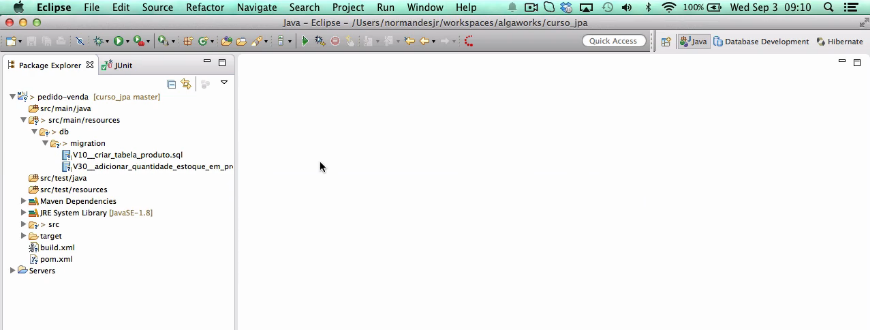 Eclipse File Edit Source Refactor Navigate Search Project Run Window Help 100% Wed Sep 3 09:10
Java - Eclipse - /Users/normandesjr/workspaces/algaworks/curso_jpa
Quick Access Java Database Development Hibernate
Package Explorer JUnit
> pedido-venda [curso_jpa master]
src/main/java
> src/main/resources
> db
> migration
V10__criar_tabela_produto.sql
V30__adicionar_quantidade_estoque_em_pro
src/test/java
src/test/resources
Maven Dependencies
JRE System Library [JavaSE-1.8]
> src
target
build.xml
pom.xml
Servers